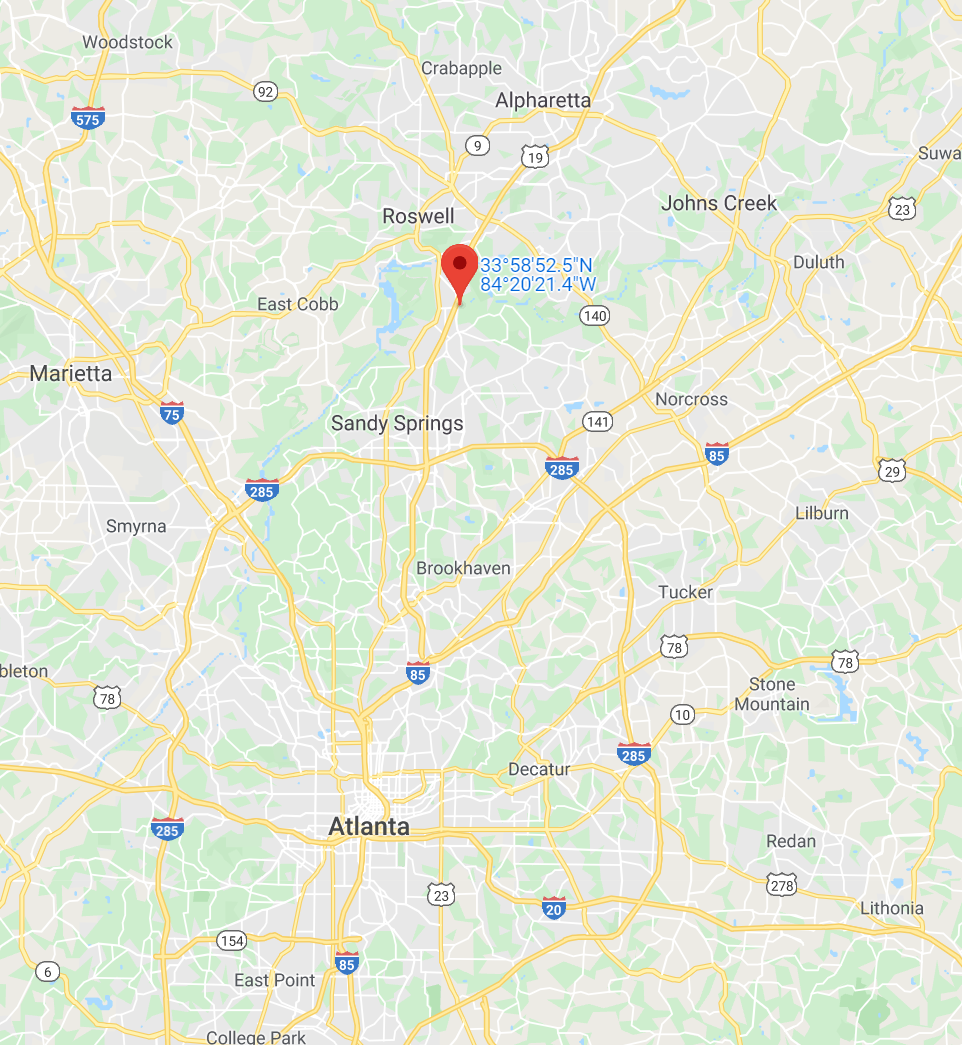 Woodstock
Crabapple
92
Alpharetta
575
9
19
Suwa
Johns Creek
23
Roswell
33°58'52.5"N
84°20'21.4"W
Duluth
East Cobb
140
Marietta
Norcross
75
141
Sandy Springs
85
285
29
285
Lilburn
Smyrna
Brookhaven
Tucker
78
78
bleton
85
Stone
Mountain
78
10
285
Decatur
Atlanta
285
Redan
278
23
20
Lithonia
154
85
6
East Point
College Park